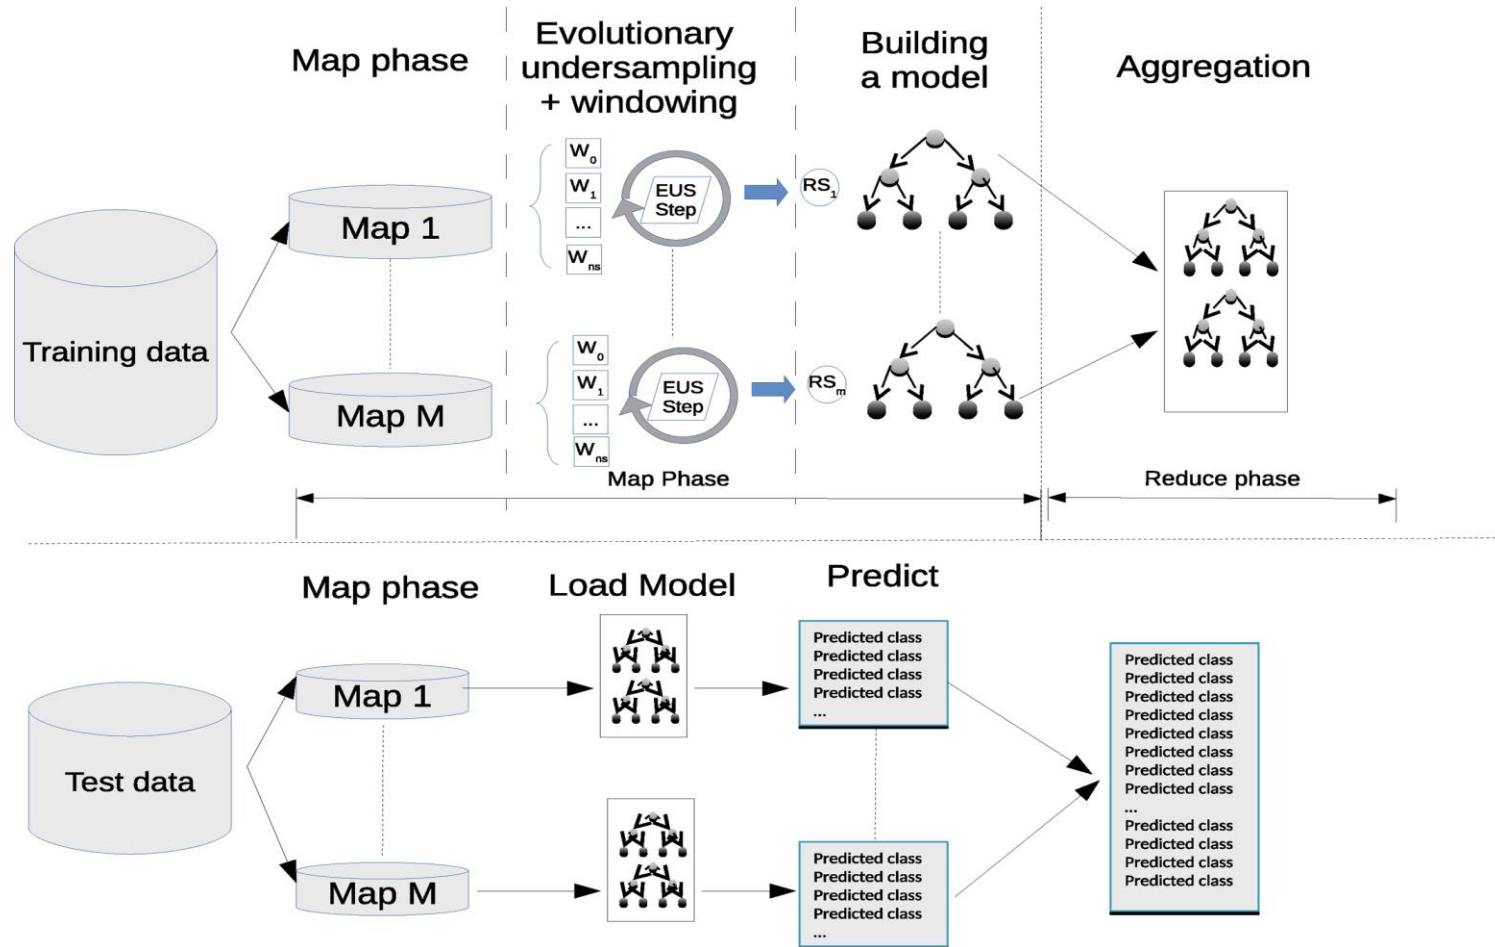 Map phase
Evolutionary
undersampling
+ windowing
Building
a model
Aggregation
Training data
Map 1
W0
W1
...
Wns
EUS
Step
RS1
Map M
W0
W1
...
Wns
EUS
Step
RSm
Map Phase
Reduce phase
Map phase
Load Model
Predict
Test data
Map 1
Predicted class
Predicted class
Predicted class
Predicted class
...
Map M
Predicted class
Predicted class
Predicted class
Predicted class
...
Predicted class
Predicted class
Predicted class
Predicted class
Predicted class
Predicted class
Predicted class
Predicted class
...
Predicted class
Predicted class
Predicted class
Predicted class